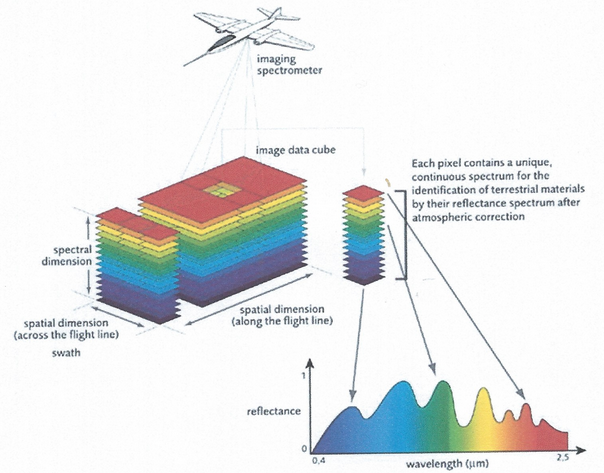 imaging
spectrometer
image data cube
Each pixel contains a unique,
continuous spectrum for the
identification of terrestrial materials
by their reflectance spectrum after
atmospheric correction
spectral
dimension
spatial dimension
(across the flight line)
swath
spatial dimension
(along the flight line)
1
reflectance
0
0,4
wavelength (µm)
2,5